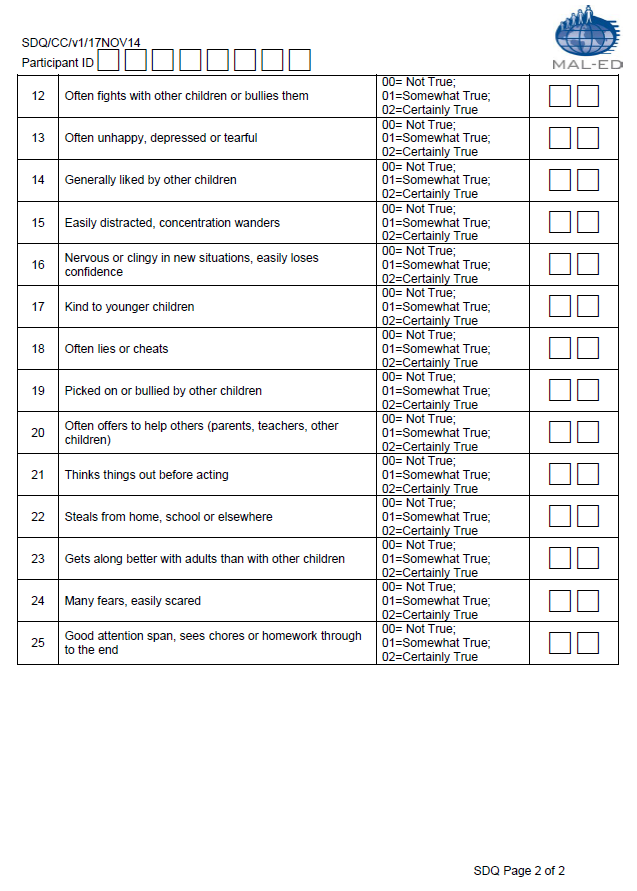 SDQ/CC/v1/17NOV14
Participant ID
MAL-ED
12 Often fights with other children or bullies them 00= Not True;
01=Somewhat True;
02=Certainly True
13 Often unhappy, depressed or tearful 00= Not True;
01=Somewhat True;
02=Certainly True
14 Generally liked by other children 00= Not True;
01=Somewhat True;
02=Certainly True
15 Easily distracted, concentration wanders 00= Not True;
01=Somewhat True;
02=Certainly True
16 Nervous or clingy in new situations, easily loses
confidence 00= Not True;
01=Somewhat True;
02=Certainly True
17 Kind to younger children 00= Not True;
01=Somewhat True;
02=Certainly True
18 Often lies or cheats 00= Not True;
01=Somewhat True;
02=Certainly True
19 Picked on or bullied by other children 00= Not True;
01=Somewhat True;
02=Certainly True
20 Often offers to help others (parents, teachers, other
children) 00= Not True;
01=Somewhat True;
02=Certainly True
21 Thinks things out before acting 00= Not True;
01=Somewhat True;
02=Certainly True
22 Steals from home, school or elsewhere 00= Not True;
01=Somewhat True;
02=Certainly True
23 Gets along better with adults than with other children 00= Not True;
01=Somewhat True;
02=Certainly True
24 Many fears, easily scared 00= Not True;
01=Somewhat True;
02=Certainly True
25 Good attention span, sees chores or homework through
to the end 00= Not True;
01=Somewhat True;
02=Certainly True
SDQ Page 2 of 2